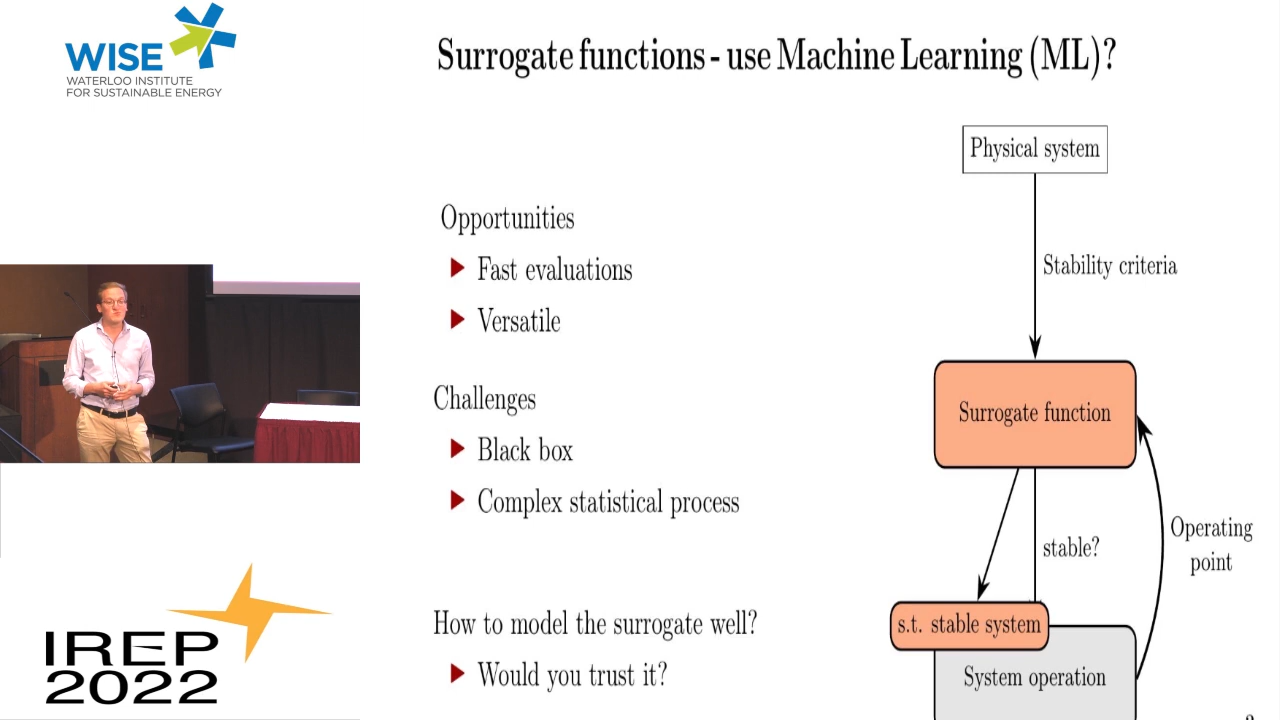 WISE
WATERLOO INSTITUTE
FOR SUSTAINABLE ENERGY
Surrogate functions - use Machine Learning (ML)?
Opportunities
Fast evaluations
Versatile
Challenges
Black box
Complex statistical process
How to model the surrogate well?
Would you trust it?
Physical system
Stability criteria
Surrogate function
stable?
Operating
point
s.t. stable system
System operation
IREP
2022